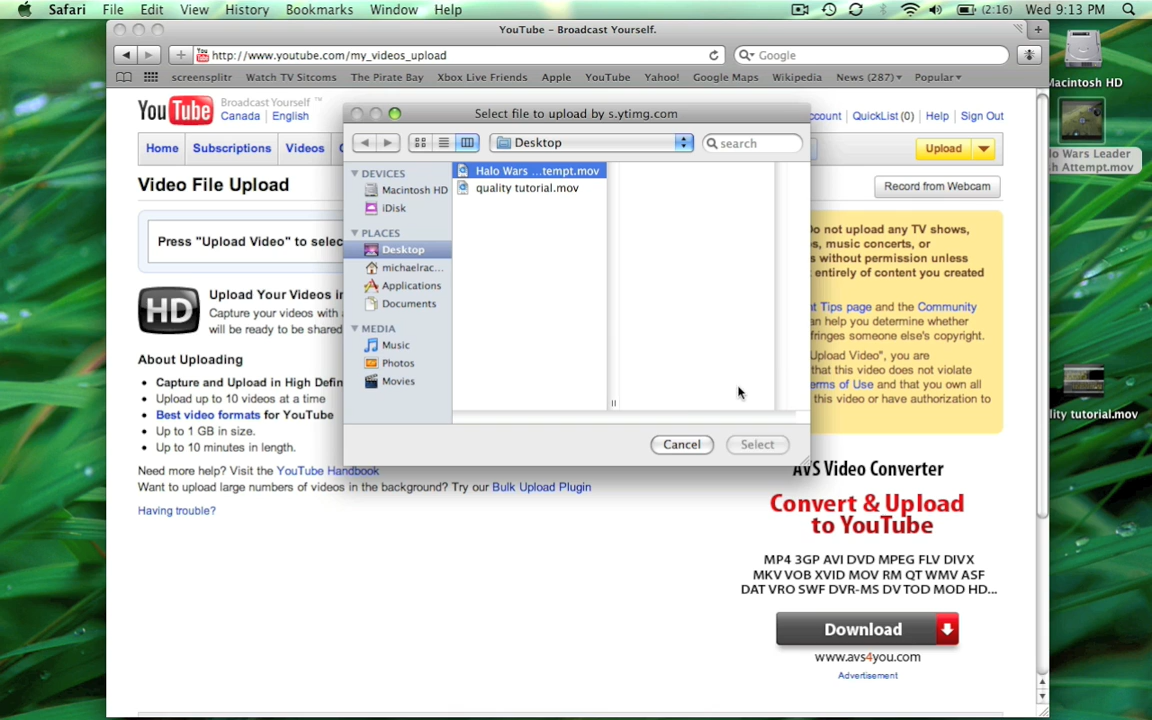 Safari File Edit View History Bookmarks Window Help (2:16) Wed 9:13 PM
YouTube – Broadcast Yourself.
http://www.youtube.com/my_videos_upload
Google
screensplitr Watch TV Sitcoms The Pirate Bay Xbox Live Friends Apple YouTube Yahoo! Google Maps Wikipedia News (287) Popular
Macintosh HD
o Wars Leader
sh Attempt.mov
lity tutorial.mov
You Tube Broadcast Yourself ™
Canada | English
count | QuickList (0) | Help | Sign Out
Home Subscriptions Videos
Upload
Video File Upload
Record from Webcam
Press "Upload Video" to selec
HD
Upload Your Videos in
Capture your videos with
will be ready to be shared
About Uploading
• Capture and Upload in High Defin
• Upload up to 10 videos at a time
• Best video formats for YouTube
• Up to 1 GB in size.
• Up to 10 minutes in length.
Need more help? Visit the YouTube Handbook
Want to upload large numbers of videos in the background? Try our Bulk Upload Plugin
Having trouble?
Select file to upload by s.ytimg.com
Desktop
search
DEVICES
Macintosh HD
iDisk
PLACES
Desktop
michaelrac...
Applications
Documents
MEDIA
Music
Photos
Movies
Halo Wars ...tempt.mov
quality tutorial.mov
Cancel Select
Do not upload any TV shows,
s, music concerts, or
s without permission unless
entirely of content you created
t Tips page and the Community
an help you determine whether
fringes someone else's copyright.
Upload Video", you are
that this video does not violate
erms of Use and that you own all
this video or have authorization to
AVS Video Converter
Convert & Upload
to YouTube
MP4 3GP AVI DVD MPEG FLV DIVX
MKV VOB XVID MOV RM QT WMV ASF
DAT VRO SWF DVR-MS DV TOD MOD HD...
Download
www.avs4you.com
Advertisement